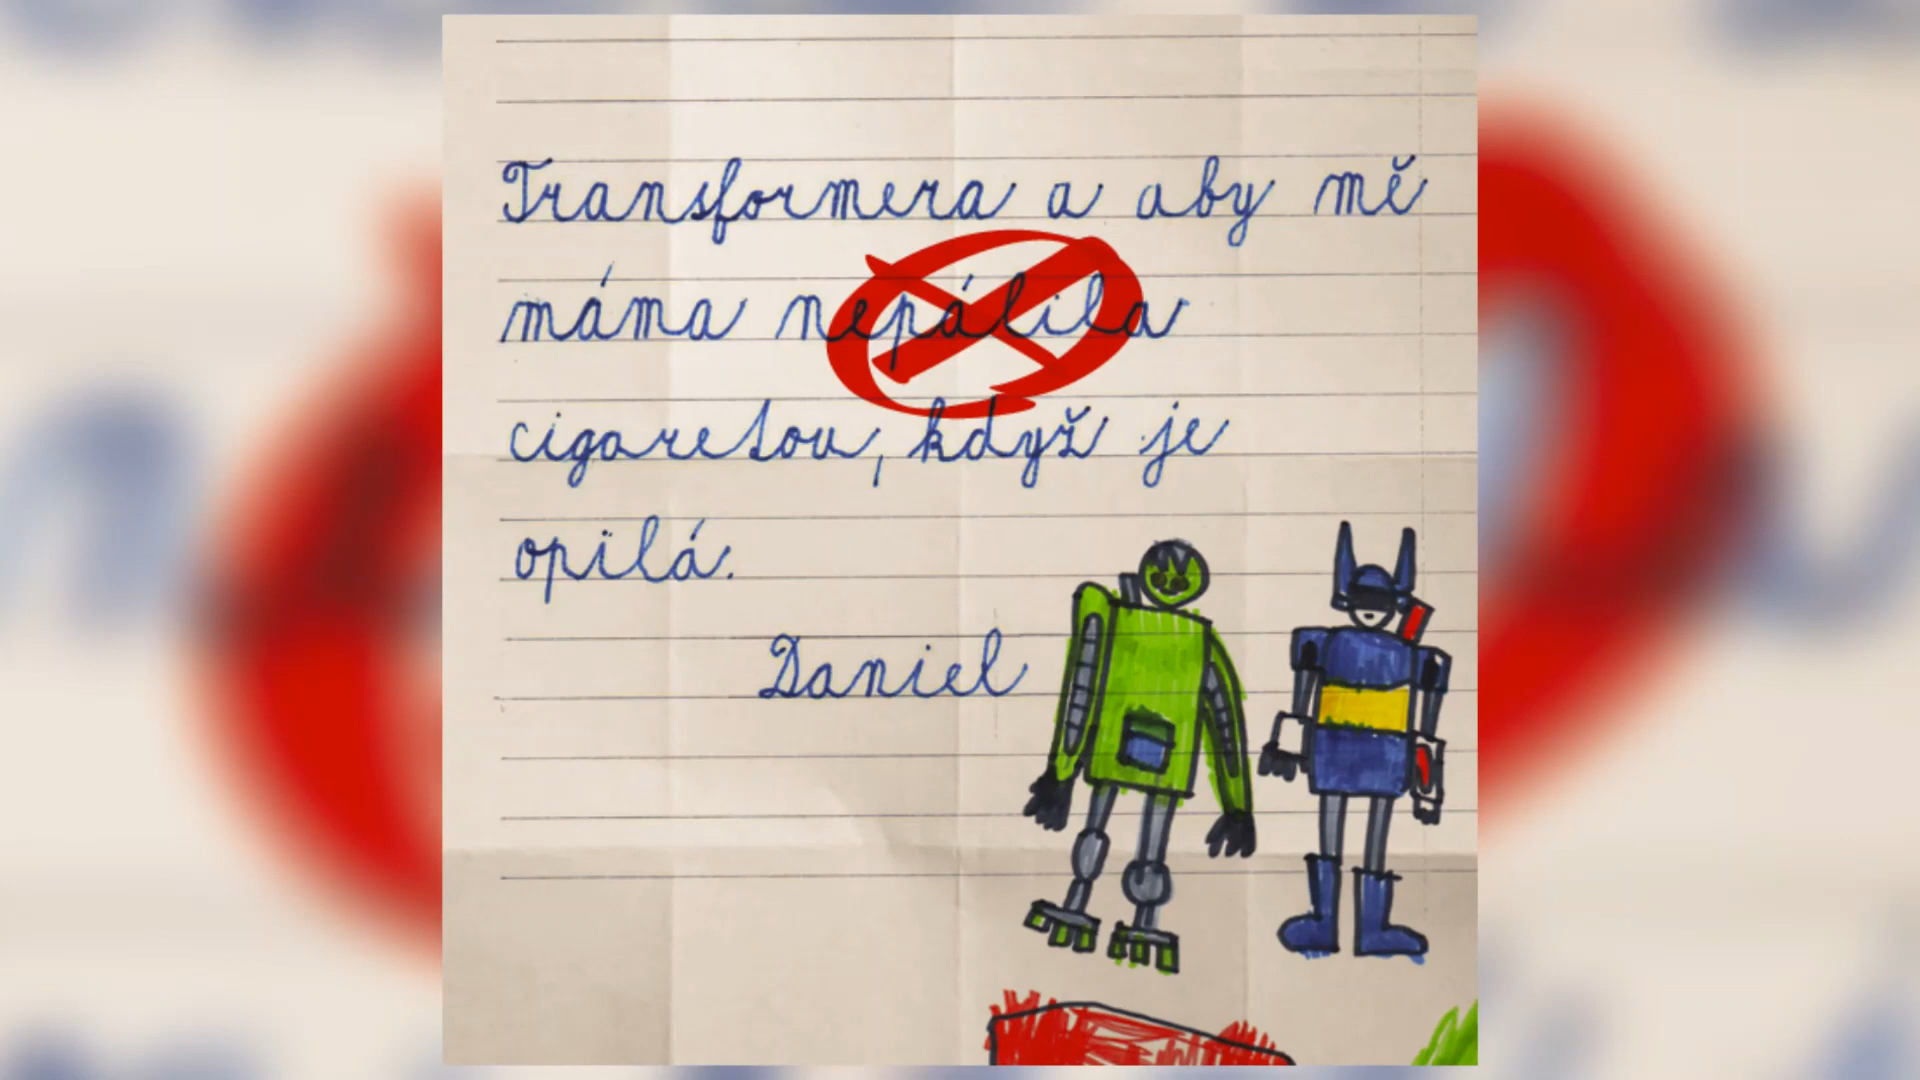 Transformera a aby mě
máma nepálila
cigaretou, když je
opilá.
Daniel